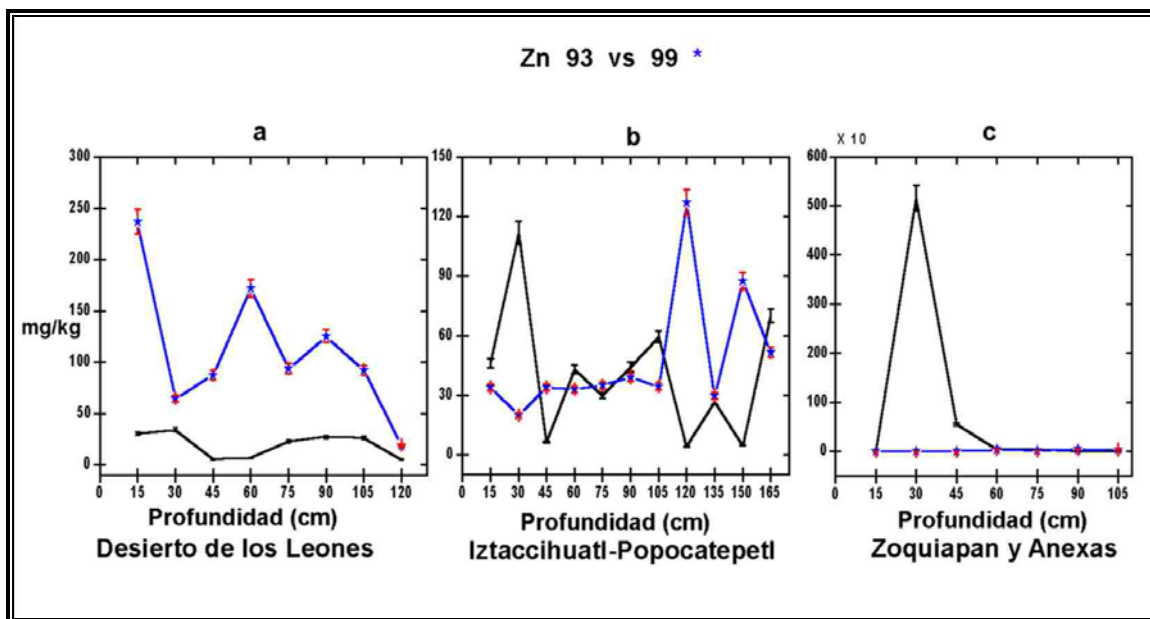 Zn 93 vs 99 *
a
b
c
X 10
mg/kg
300
250
200
150
100
50
0
0 15 30 45 60 75 90 105 120
Profundidad (cm)
Desierto de los Leones
150
120
90
60
30
0
0 15 30 45 60 75 90 105 120 135 150 165
Profundidad (cm)
Iztaccihuatl-Popocatepetl
600
500
400
300
200
100
0
0 15 30 45 60 75 90 105
Profundidad (cm)
Zoquiapan y Anexas